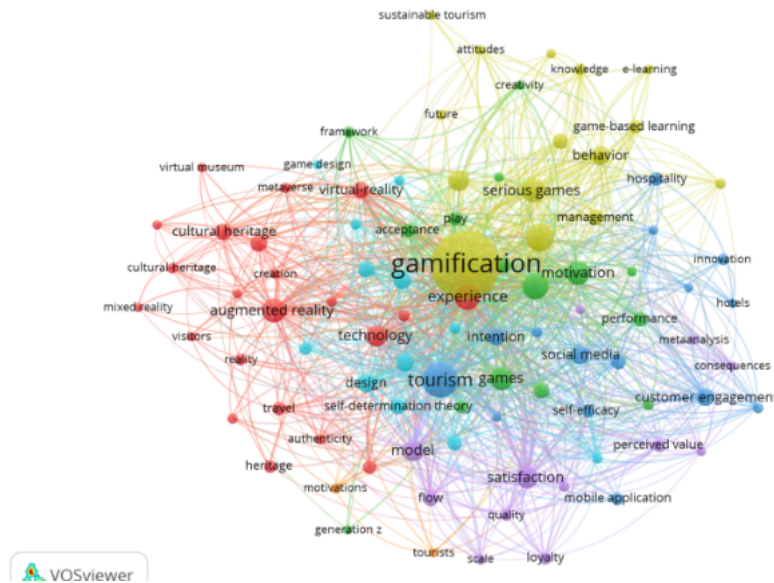 sustainable tourism
attitudes
knowledge e-learning
creativity
future
game-based learning
framework
behavior
virtual museum game design
hospitality
metaverse virtual-reality serious games
play management
cultural heritage acceptance
gamification
innovation
cultural heritage creation motivation
experience hotels
mixed reality augmented reality
performance
visitors technology intention metaanalysis
reality social media consequences
design tourism games
customer engagement
travel self-determination theory self-efficacy
authenticity model perceived value
heritage satisfaction
motivations flow mobile application
quality
generation z
tourists scale loyalty
VOSviewer